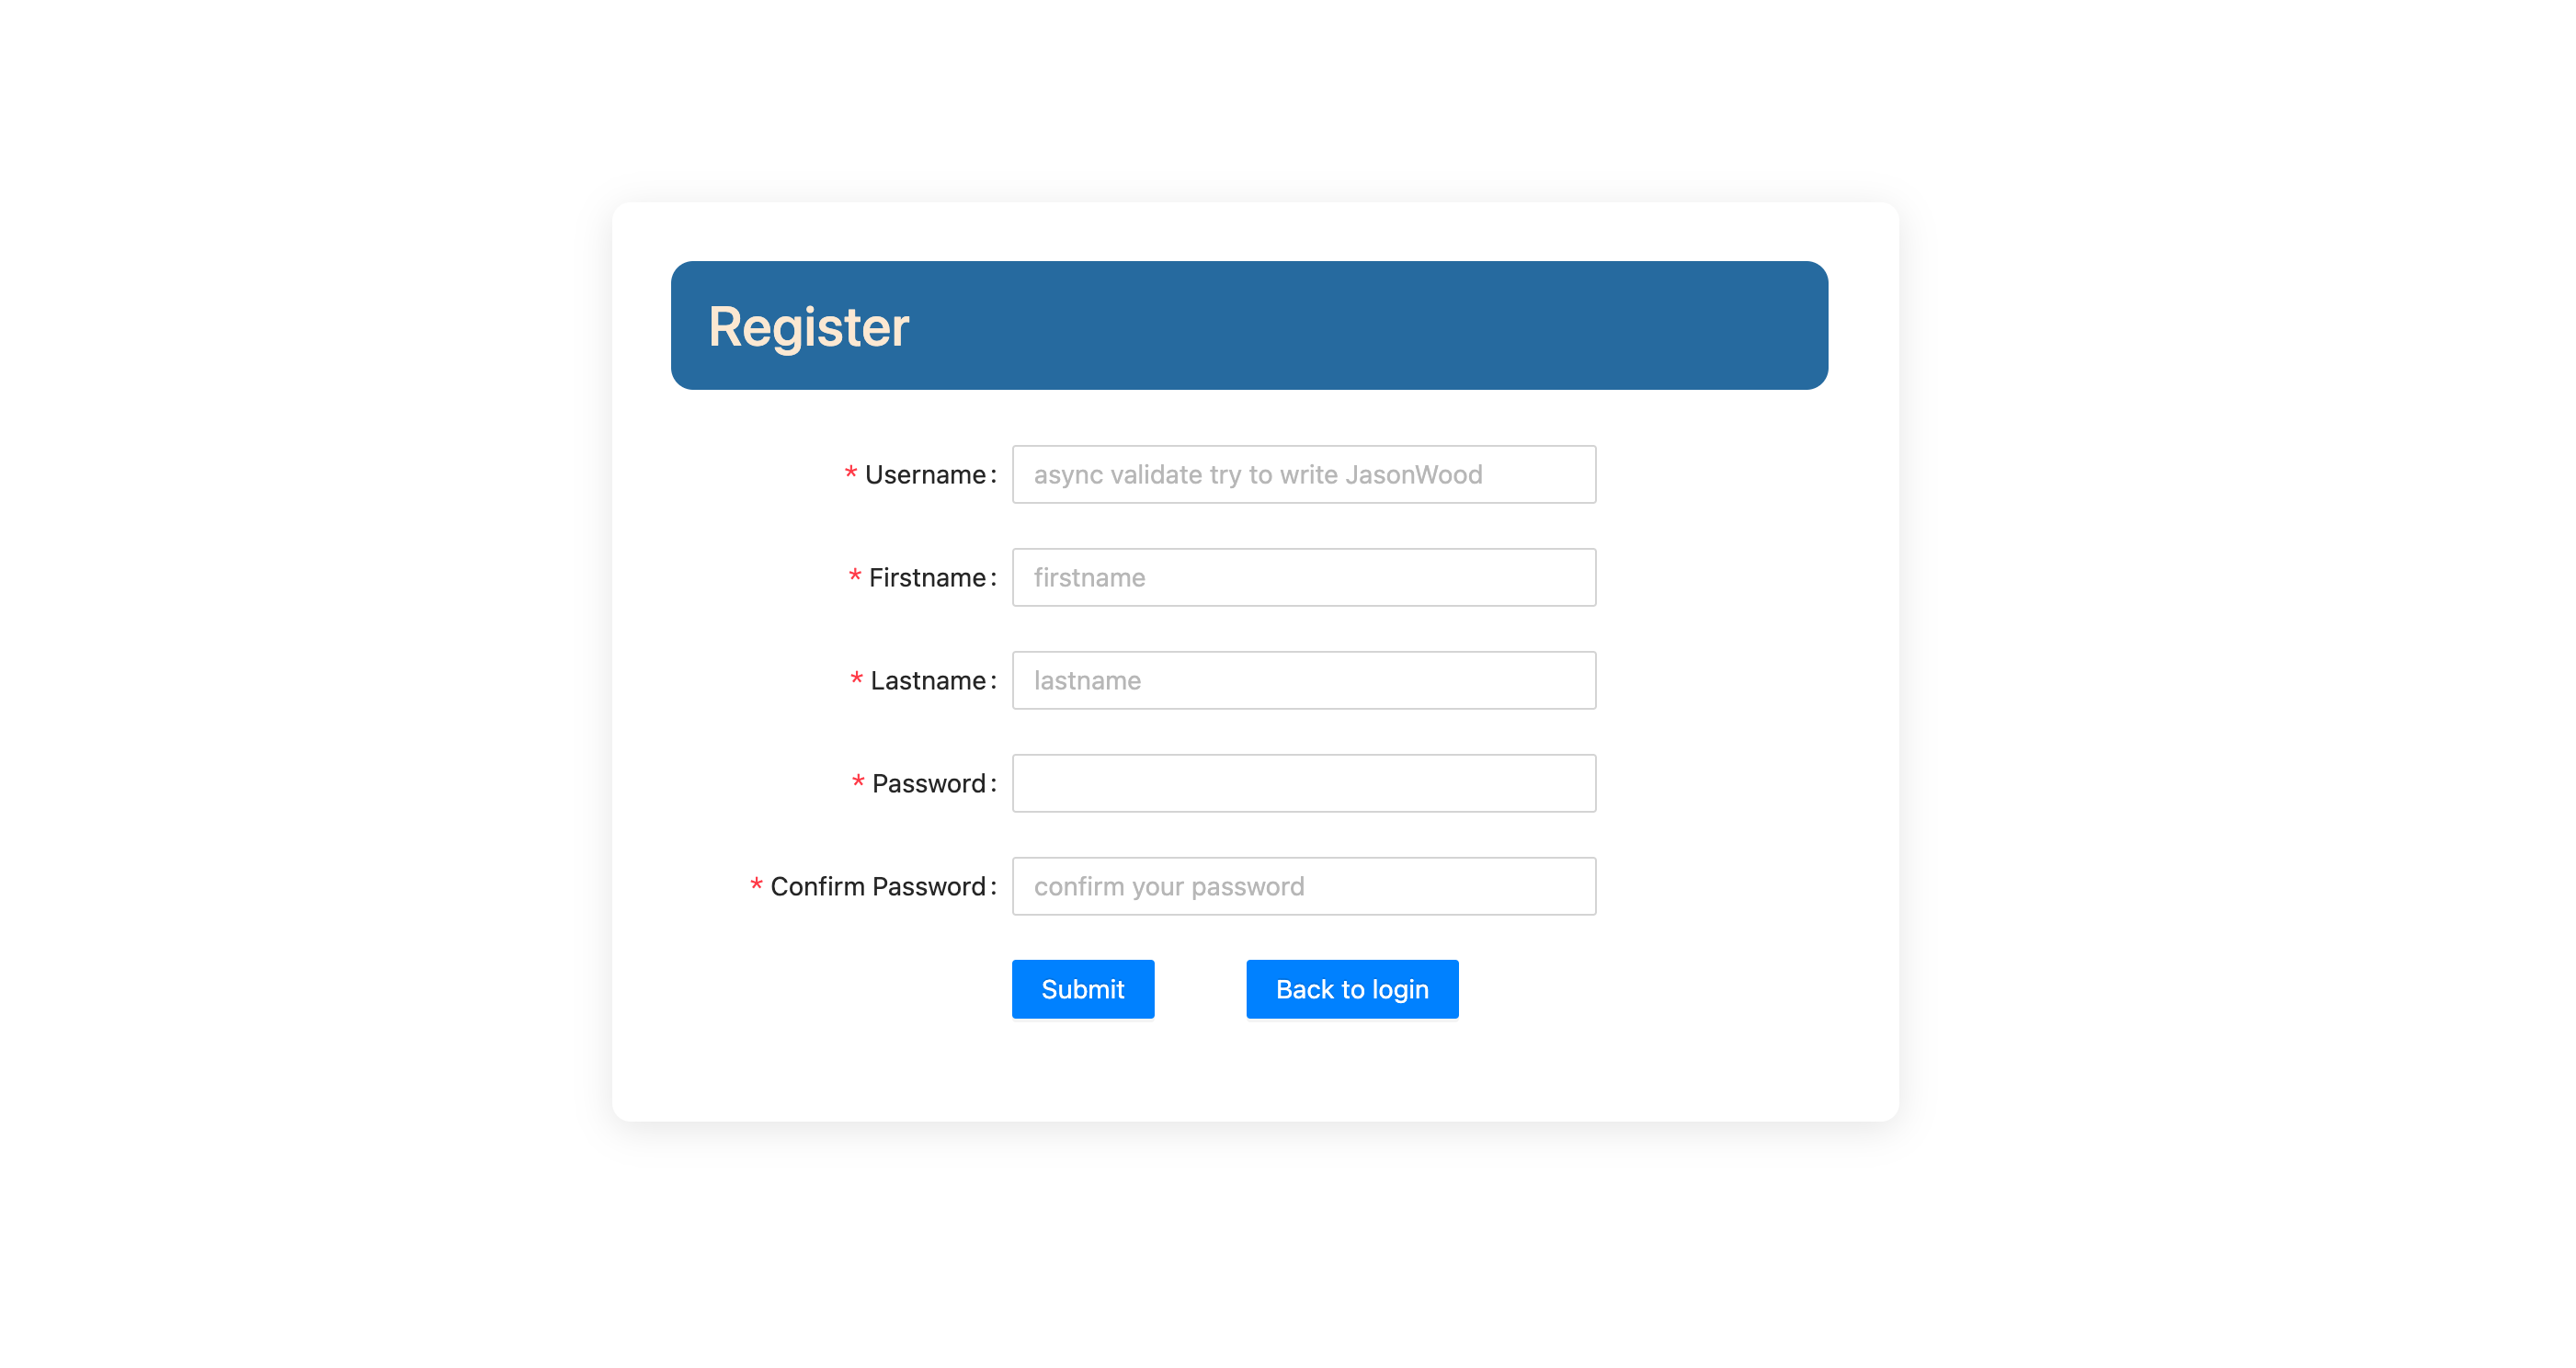 Register
* Username: async validate try to write JasonWood
* Firstname: firstname
* Lastname: lastname
* Password:
* Confirm Password: confirm your password
Submit Back to login